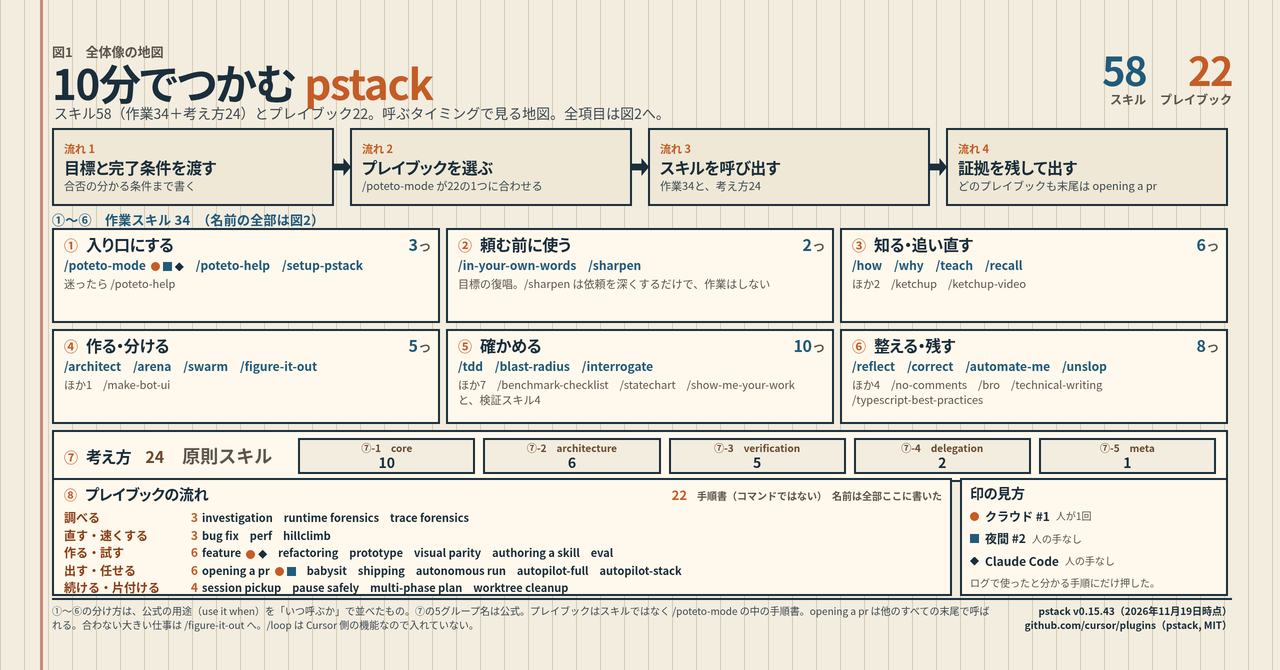 図1　全体像の地図
10分でつかむ pstack
スキル58（作業34＋考え方24）とプレイブック22。呼ぶタイミングで見る地図。全項目は図2へ。
58 スキル
22 プレイブック
流れ 1
目標と完了条件を渡す
合否の分かる条件まで書く
流れ 2
プレイブックを選ぶ
/poteto-mode が22の1つに合わせる
流れ 3
スキルを呼び出す
作業34と、考え方24
流れ 4
証拠を残して出す
どのプレイブックも末尾は opening a pr
①〜⑥　作業スキル 34　（名前の全部は図2）
① 入り口にする 3つ
/poteto-mode ●■◆　/poteto-help　/setup-pstack
迷ったら /poteto-help
② 頼む前に使う 2つ
/in-your-own-words　/sharpen
目標の復唱。/sharpen は依頼を深くするだけで、作業はしない
③ 知る・追い直す 6つ
/how　/why　/teach　/recall
ほか2　/ketchup　/ketchup-video
④ 作る・分ける 5つ
/architect　/arena　/swarm　/figure-it-out
ほか1　/make-bot-ui
⑤ 確かめる 10つ
/tdd　/blast-radius　/interrogate
ほか7　/benchmark-checklist　/statechart　/show-me-your-work
と、検証スキル4
⑥ 整える・残す 8つ
/reflect　/correct　/automate-me　/unslop
ほか4　/no-comments　/bro　/technical-writing
/typescript-best-practices
⑦ 考え方　24　原則スキル
⑦-1　core
10
⑦-2　architecture
6
⑦-3　verification
5
⑦-4　delegation
2
⑦-5　meta
1
⑧ プレイブックの流れ
22　手順書（コマンドではない）　名前は全部ここに書いた
調べる　3 investigation　runtime forensics　trace forensics
直す・速くする　3 bug fix　perf　hillclimb
作る・試す　6 feature ●◆　refactoring　prototype　visual parity　authoring a skill　eval
出す・任せる　6 opening a pr ●■　babysit　shipping　autonomous run　autopilot-full　autopilot-stack
続ける・片付ける　4 session pickup　pause safely　multi-phase plan　worktree cleanup
印の見方
● クラウド #1　人が1回
■ 夜間 #2　人の手なし
◆ Claude Code　人の手なし
ログで使ったと分かる手順にだけ押した。
①〜⑥の分け方は、公式の用途（use it when）を「いつ呼ぶか」で並べたもの。⑦の5グループ名は公式。プレイブックはスキルではなく /poteto-mode の中の手順書。opening a pr は他のすべての末尾で呼ば
れる。合わない大きい仕事は /figure-it-out へ。/loop は Cursor 側の機能なので入れていない。
pstack v0.15.43（2026年11月19日時点）
github.com/cursor/plugins（pstack, MIT）